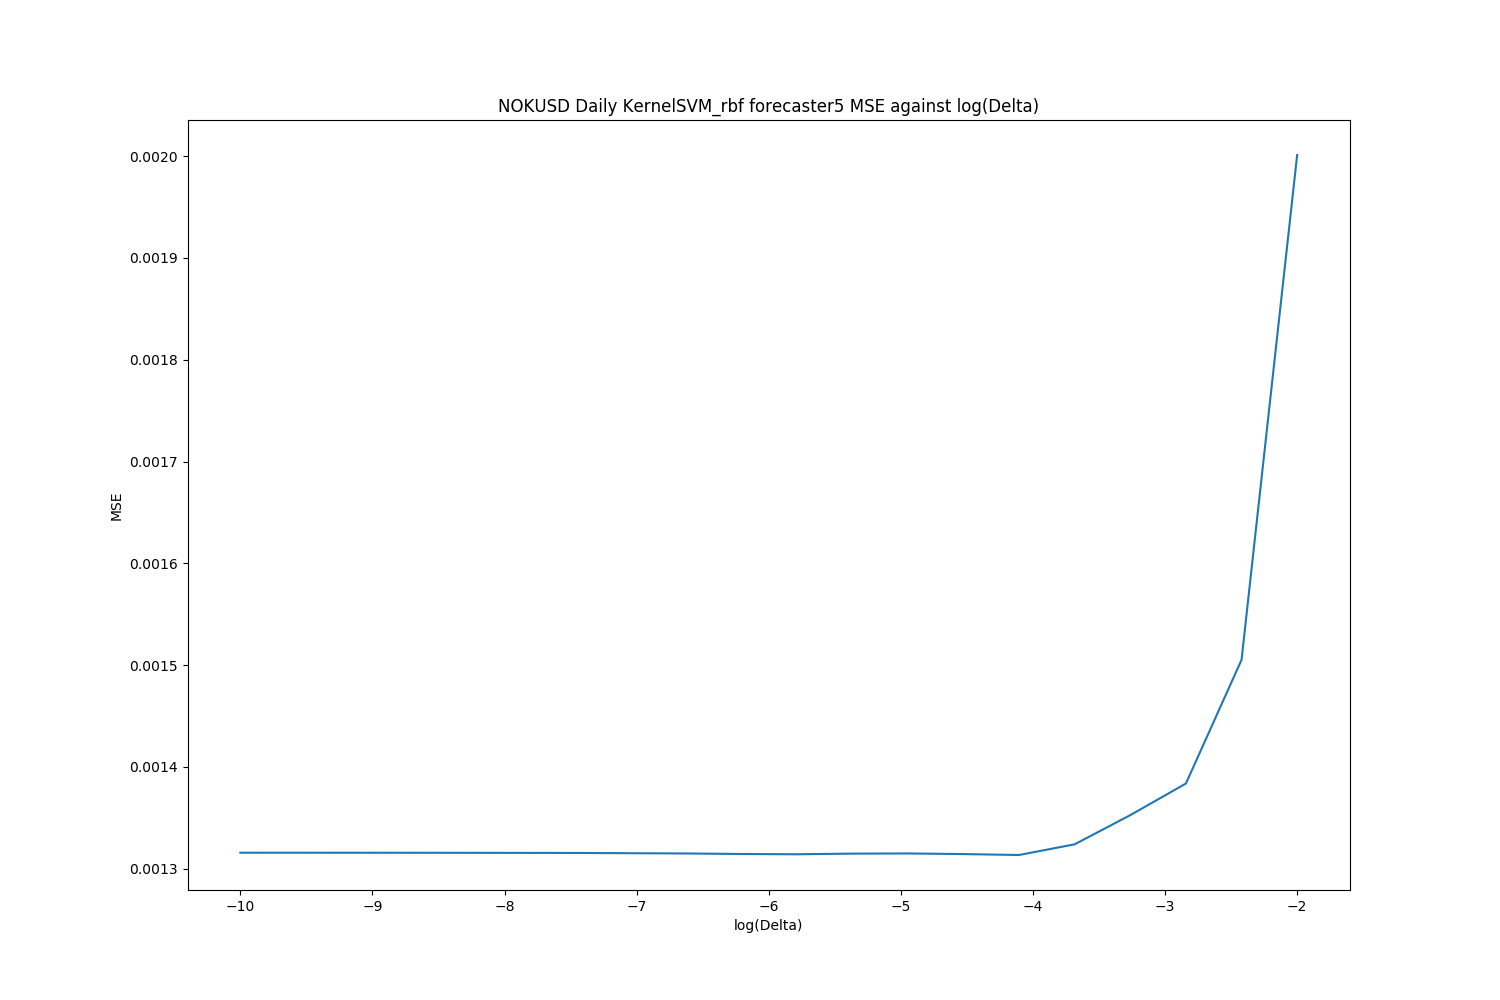 NOKUSD Daily KernelSVM_rbf forecaster5 MSE against log(Delta)
0.0020
0.0019
0.0018
0.0017
0.0016
0.0015
0.0014
0.0013
MSE
−10 −9 −8 −7 −6 −5 −4 −3 −2
log(Delta)